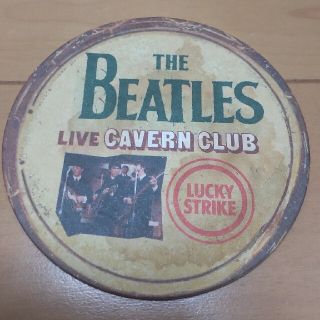 THE
BEATLES
LIVE CAVERN CLUB
LUCKY
STRIKE